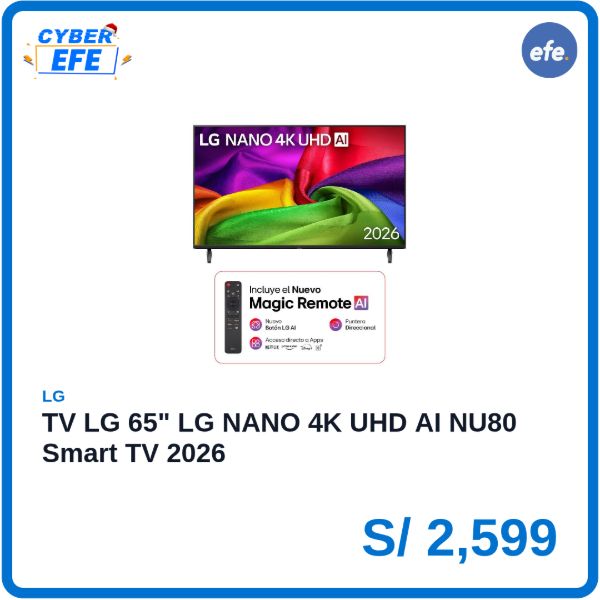 CYBER
EFE
efe.
LG NANO 4K UHD AI
2026
Incluye el Nuevo
Magic Remote AI
Nuevo
Botón LG AI
Puntero
Direccional
Acceso directo a Apps
NETFLIX
LG
TV LG 65" LG NANO 4K UHD AI NU80
Smart TV 2026
S/ 2,599